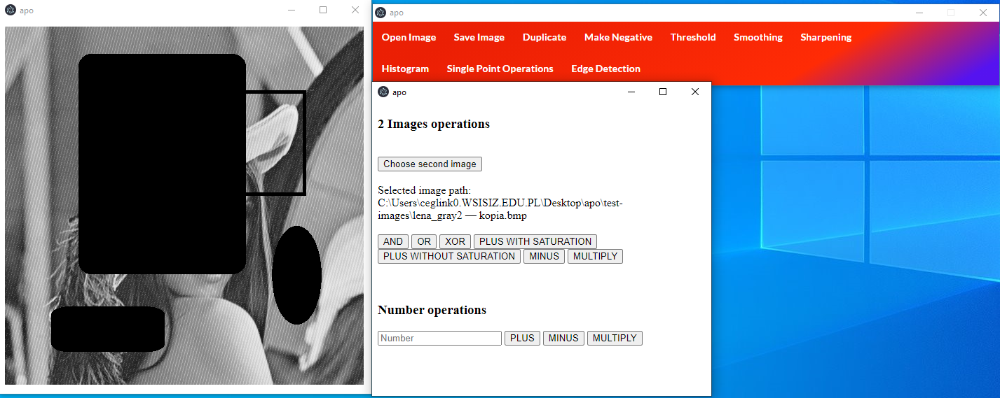 apo
apo
Open Image Save Image Duplicate Make Negative Threshold Smoothing Sharpening
Histogram Single Point Operations Edge Detection
apo
2 Images operations
Choose second image
Selected image path:
C:\Users\ceglink0.WSISIZ.EDU.PL\Desktop\apo\test-
images\lena_gray2 — kopia.bmp
AND OR XOR PLUS WITH SATURATION
PLUS WITHOUT SATURATION MINUS MULTIPLY
Number operations
Number PLUS MINUS MULTIPLY